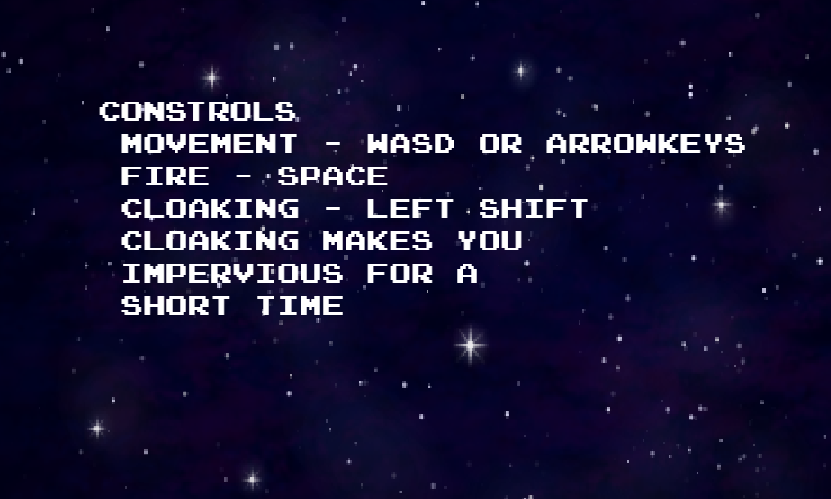 CONSTROLS
MOVEMENT - WASD OR ARROWKEYS
FIRE - SPACE
CLOAKING - LEFT SHIFT
CLOAKING MAKES YOU
IMPERVIOUS FOR A
SHORT TIME